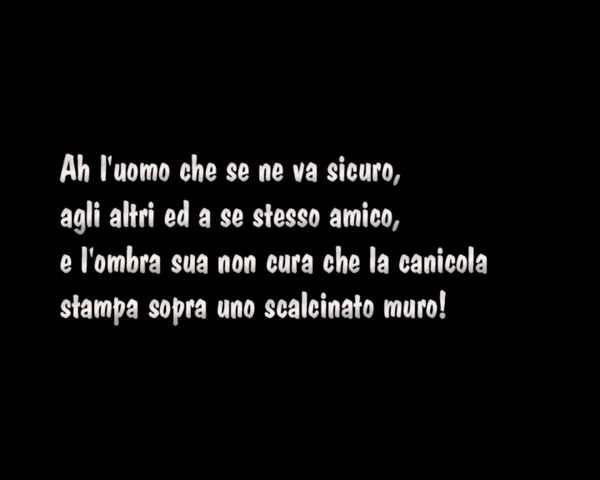 Ah l'uomo che se ne va sicuro,
agli altri ed a se stesso amico,
e l'ombra sua non cura che la canicola
stampa sopra uno scalcinato muro!